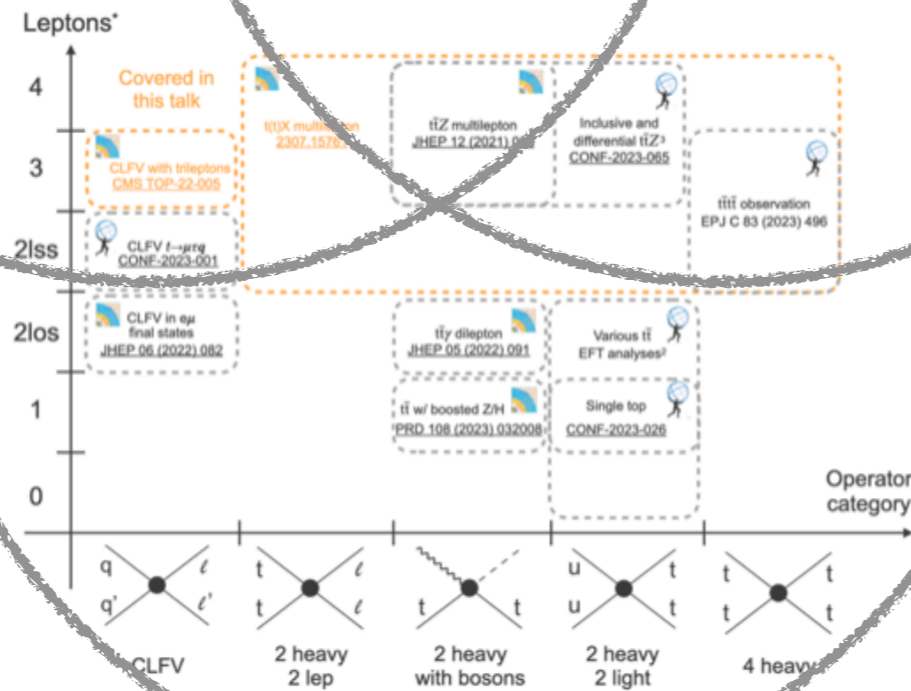 Leptons*
4
3
2lss
2los
1
0
Covered in
this talk
CLFV with trileptons
CMS TOP-22-005
CLFV t→μτq
CONF-2023-001
CLFV in eμ
final states
JHEP 06 (2022) 082
t(t)X
tt̄Z multilepton
JHEP 12 (2021)
Inclusive and
differential tt̄Z³
CONF-2023-065
tt̄tt̄ observation
EPJ C 83 (2023) 496
tt̄γ dilepton
JHEP 05 (2022) 091
Various tt̄
EFT analyses²
tt̄ w/ boosted Z/H
PRD 108 (2023) 032008
Single top
CONF-2023-026
Operator
category
q ℓ
q' ℓ'
t ℓ
t ℓ
t t
u t
u t
t t
t t
CLFV
2 heavy
2 lep
2 heavy
with bosons
2 heavy
2 light
4 heavy